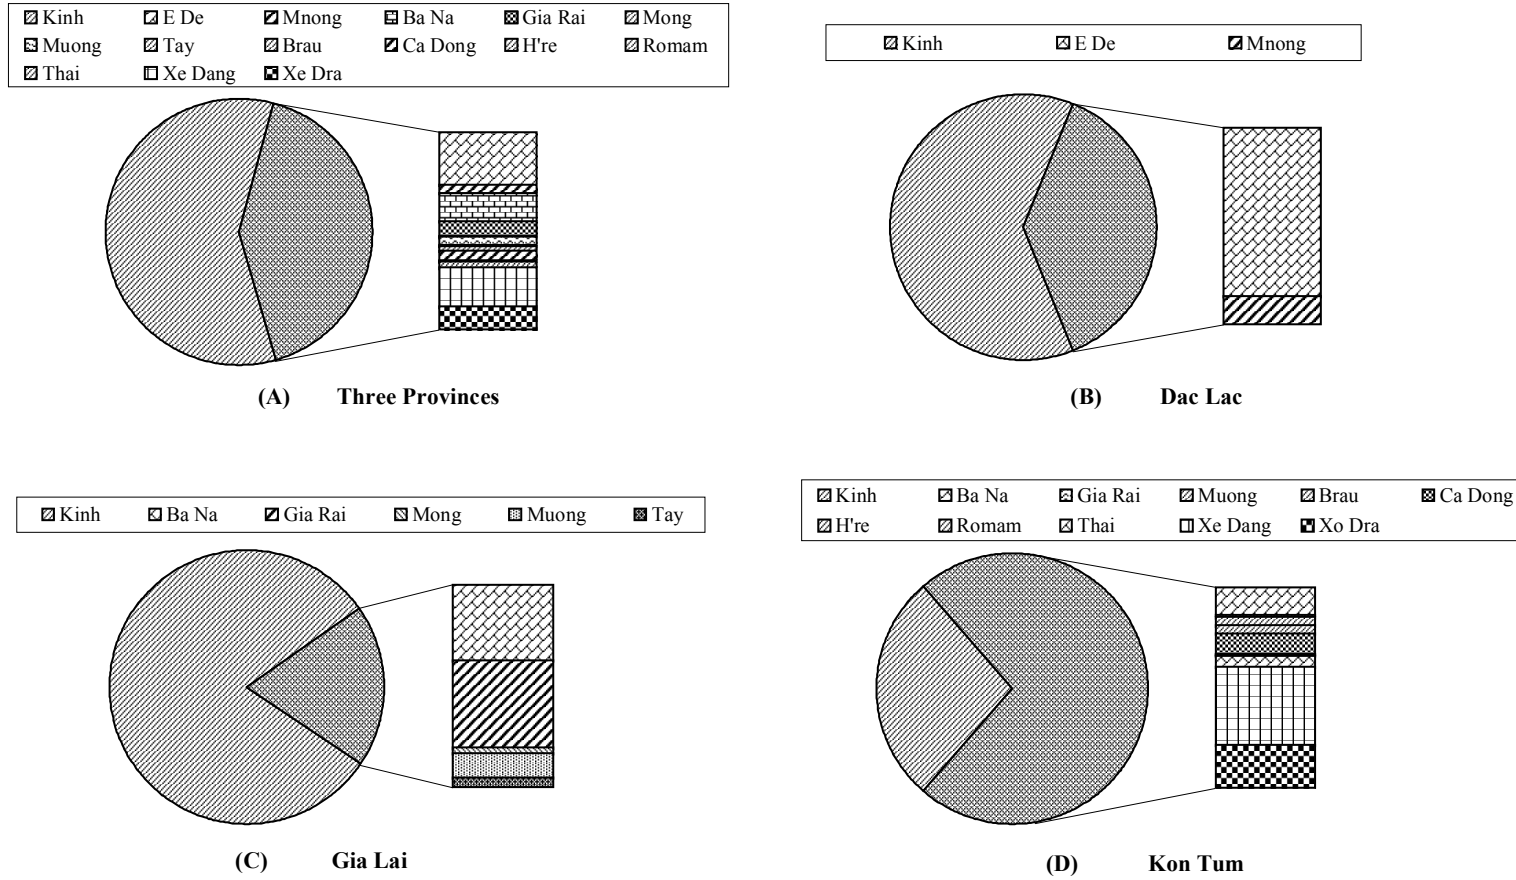 Kinh E De Mnong Ba Na Gia Rai Mong
Muong Tay Brau Ca Dong H're Romam
Thai Xe Dang Xe Dra
(A) Three Provinces
Kinh E De Mnong
(B) Dac Lac
Kinh Ba Na Gia Rai Mong Muong Tay
(C) Gia Lai
Kinh Ba Na Gia Rai Muong Brau Ca Dong
H're Romam Thai Xe Dang Xo Dra
(D) Kon Tum